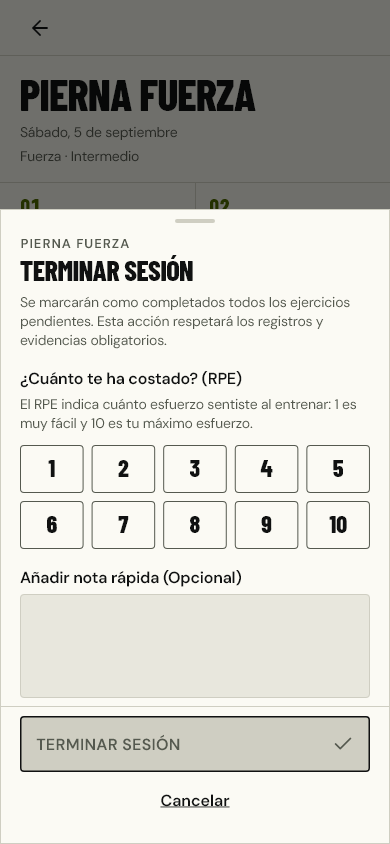 PIERNA FUERZA
Sábado, 5 de septiembre
Fuerza · Intermedio
01
02
PIERNA FUERZA
TERMINAR SESIÓN
Se marcarán como completados todos los ejercicios
pendientes. Esta acción respetará los registros y
evidencias obligatorios.
¿Cuánto te ha costado? (RPE)
El RPE indica cuánto esfuerzo sentiste al entrenar: 1 es
muy fácil y 10 es tu máximo esfuerzo.
1 2 3 4 5
6 7 8 9 10
Añadir nota rápida (Opcional)
TERMINAR SESIÓN
Cancelar